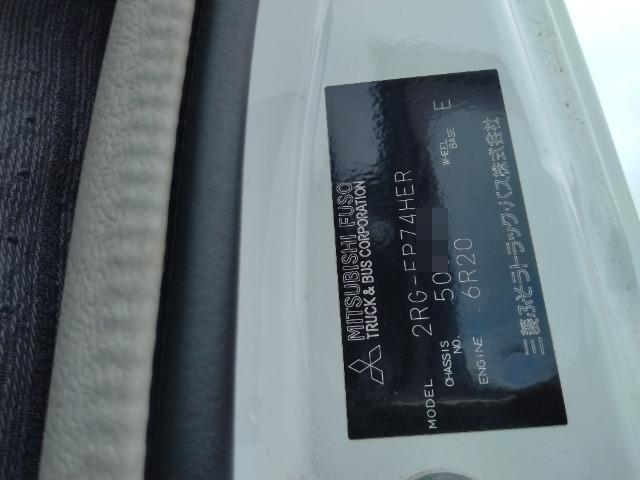 MITSUBISHI FUSO
TRUCK & BUS CORPORATION
MODEL 2RG-FP74HER
CHASSIS NO. 50
WHEEL BASE E
ENGINE 6R20
三菱ふそうトラック・バス株式会社